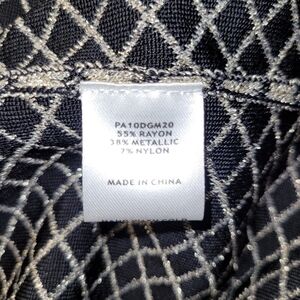 PA10DGM20
55% RAYON
38% METALLIC
7% NYLON
MADE IN CHINA